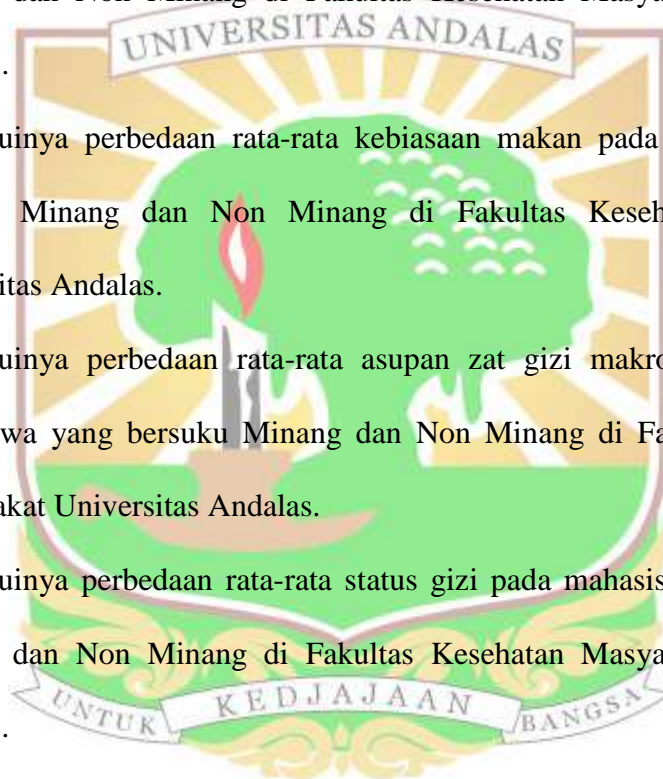 dan Non Minang di Fakultas Kesehatan Masyu
UNIVERSITAS ANDALAS
.
uinya perbedaan rata-rata kebiasaan makan pada
Minang dan Non Minang di Fakultas Keseh
itas Andalas.
uinya perbedaan rata-rata asupan zat gizi makro
wa yang bersuku Minang dan Non Minang di Fa
akat Universitas Andalas.
uinya perbedaan rata-rata status gizi pada mahasis
dan Non Minang di Fakultas Kesehatan Masya
UNTUK KEDJAJAAN BANGSA
.